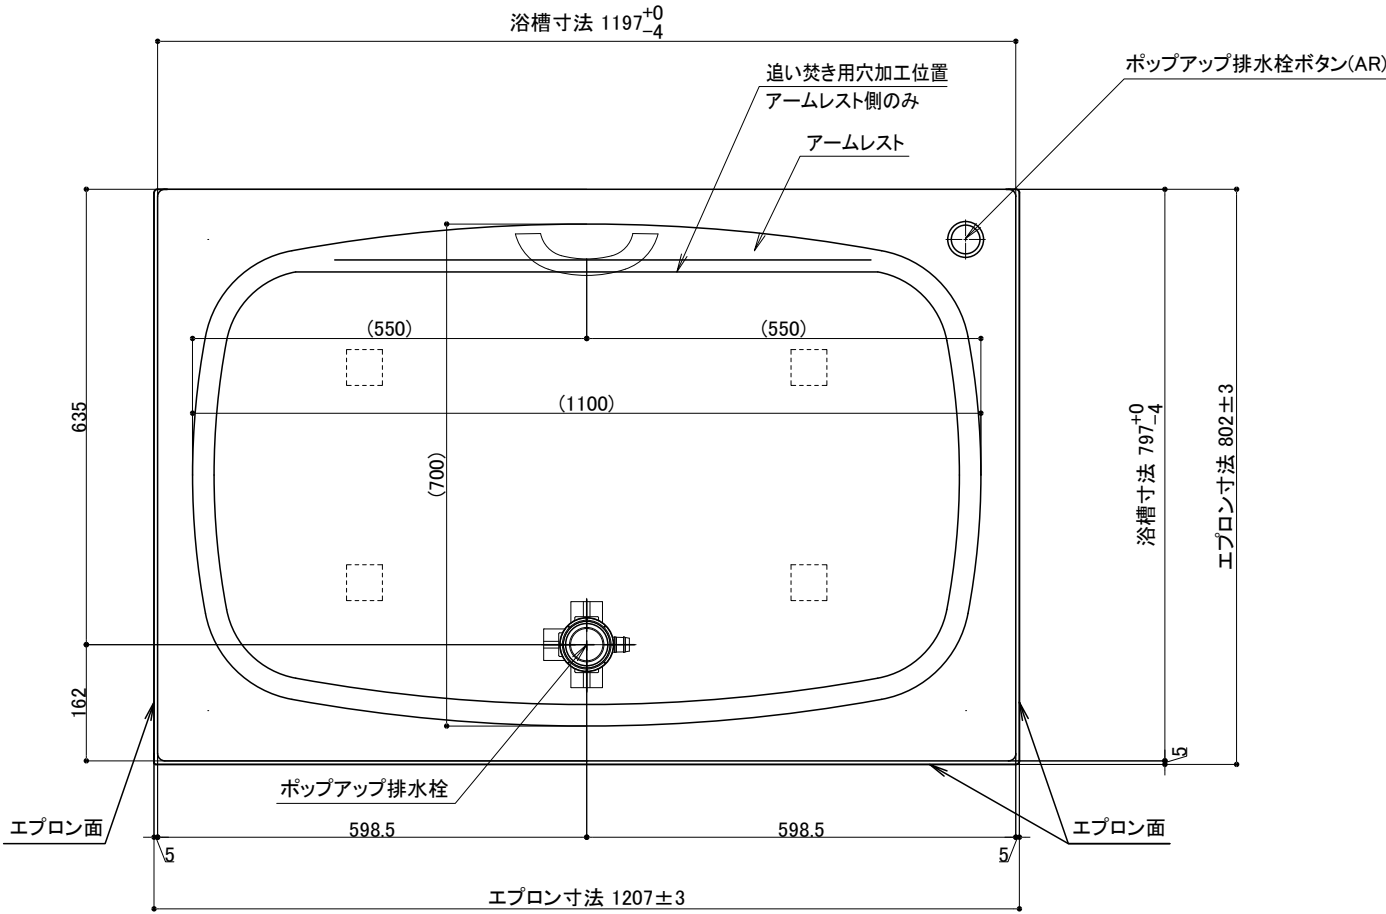 浴槽寸法 1197+0 −4
ポップアップ排水栓ボタン(AR)
追い焚き用穴加工位置
アームレスト側のみ
アームレスト
(550)
(550)
(1100)
(700)
635
162
浴槽寸法 797+0 −4
エプロン寸法 802±3
5
ポップアップ排水栓
エプロン面
エプロン面
598.5
598.5
5
5
エプロン寸法 1207±3